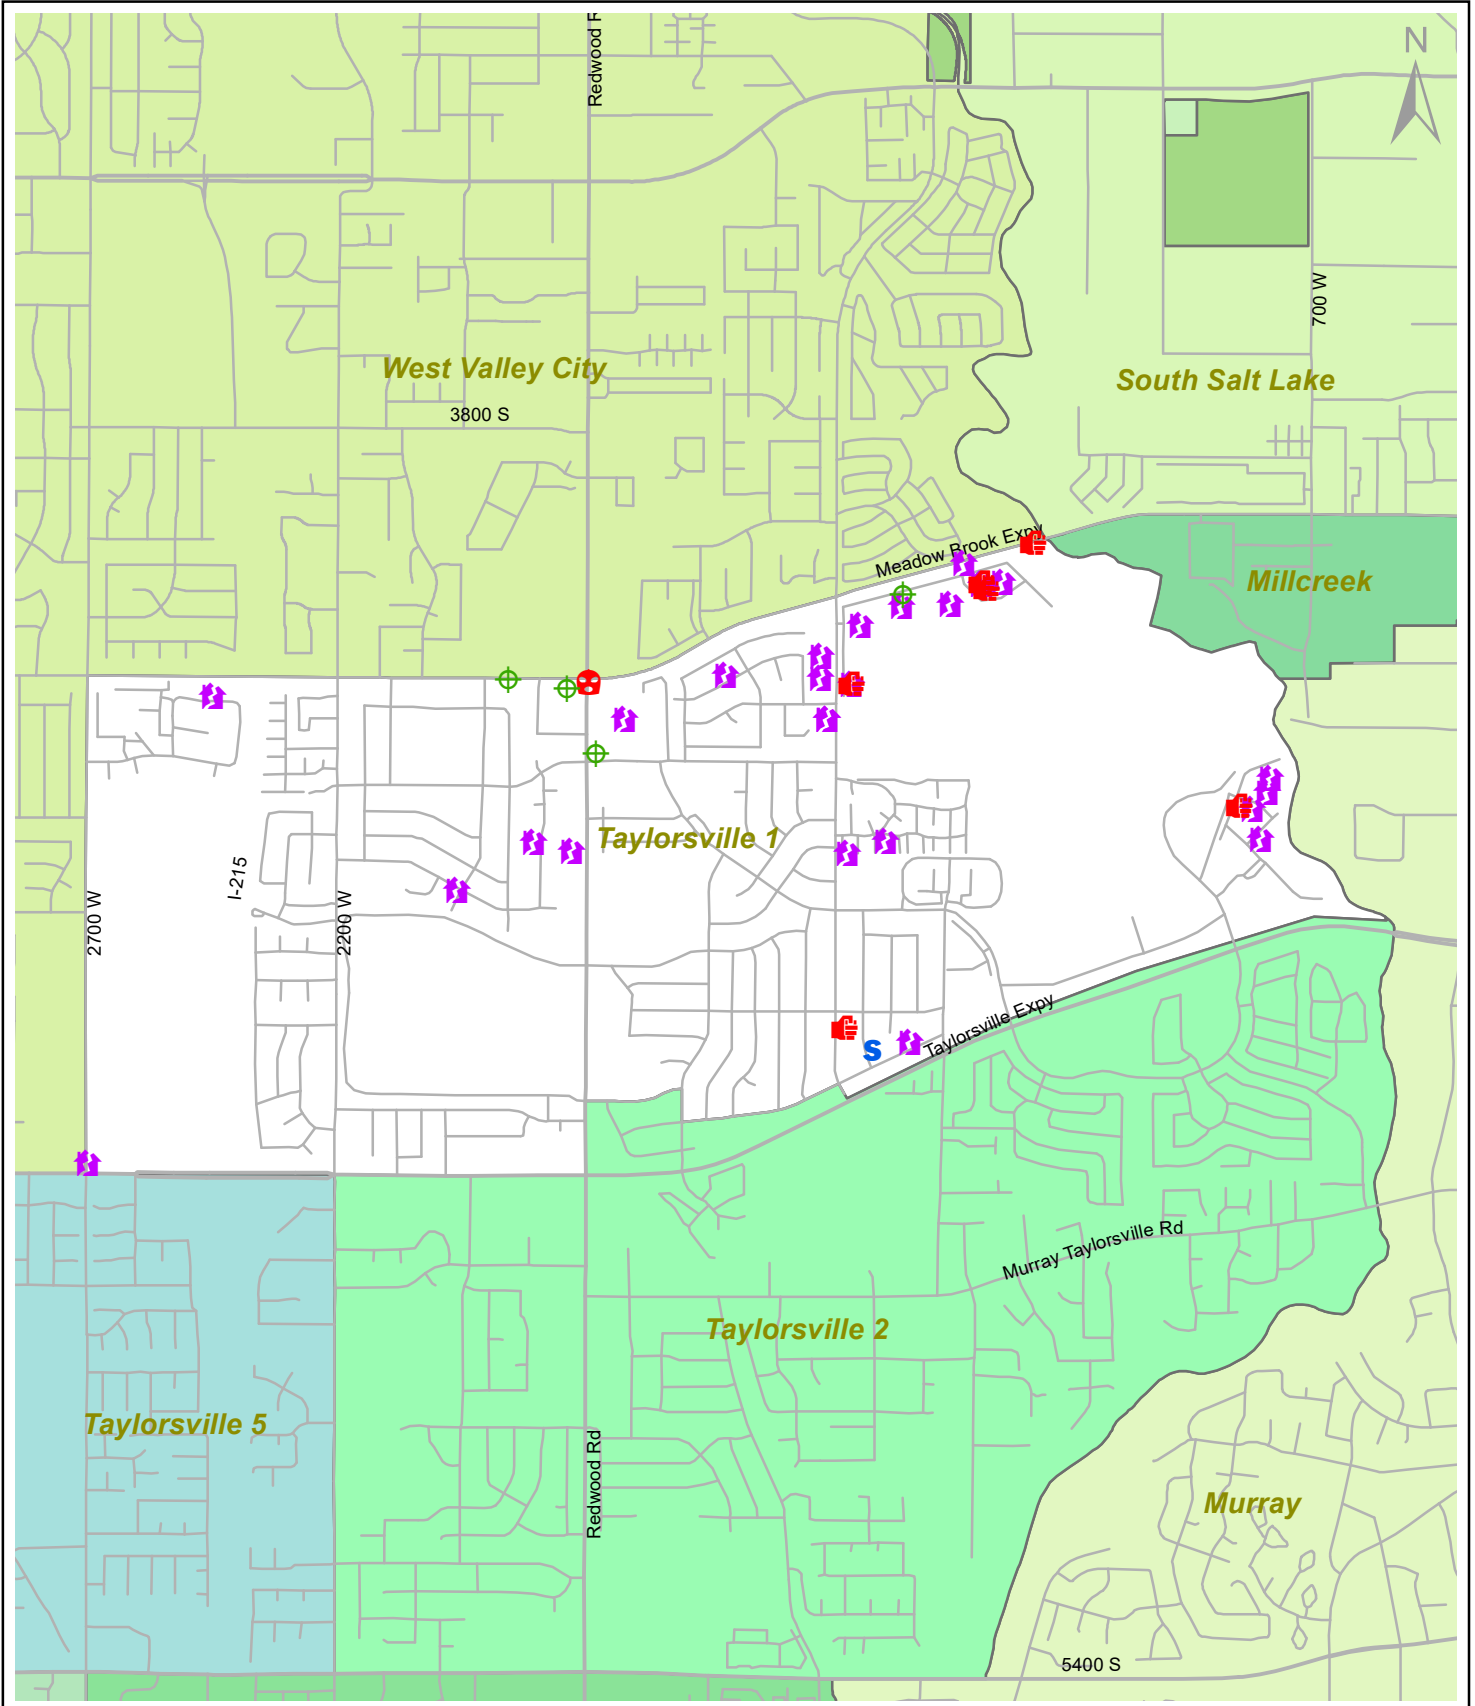 Redwood R
N
700 W
West Valley City
South Salt Lake
3800 S
Meadow Brook Expy
Millcreek
Taylorsville 1
I-215
2700 W
2200 W
Taylorsville Expy
S
Murray Taylorsville Rd
Taylorsville 2
Taylorsville 5
Redwood Rd
Murray
5400 S